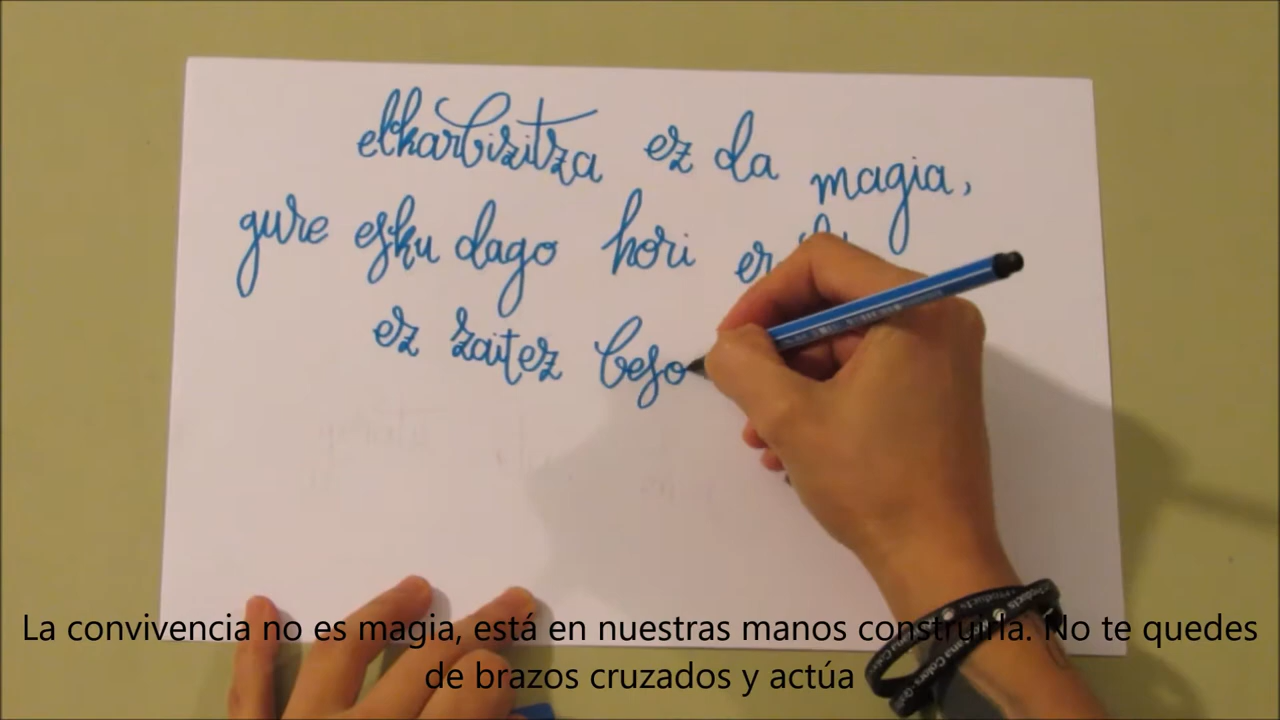 elkarbizitza ez da magia,
gure esku dago hori
ez zaitez beso
La convivencia no es magia, está en nuestras manos construirla. No te quedes
de brazos cruzados y actúa